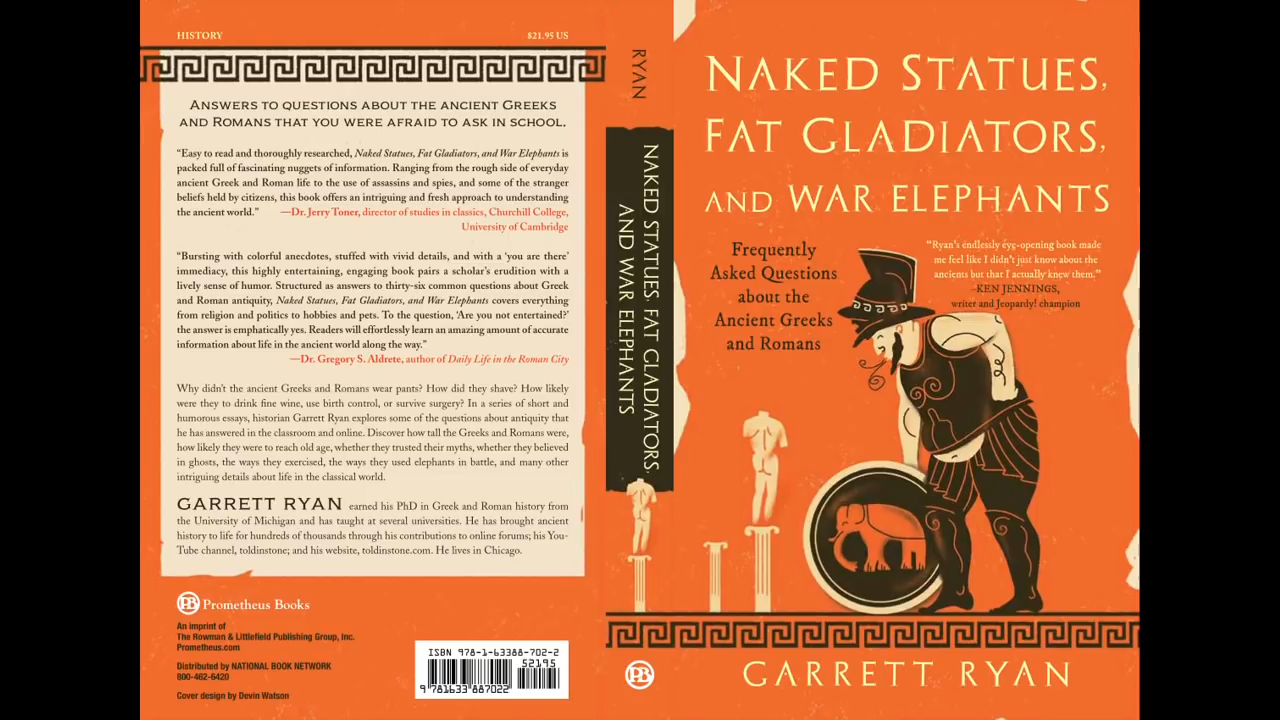 HISTORY
$21.95 US
ANSWERS TO QUESTIONS ABOUT THE ANCIENT GREEKS
AND ROMANS THAT YOU WERE AFRAID TO ASK IN SCHOOL.
“Easy to read and thoroughly researched, Naked Statues, Fat Gladiators, and War Elephants is
packed full of fascinating nuggets of information. Ranging from the rough side of everyday
ancient Greek and Roman life to the use of assassins and spies, and some of the stranger
beliefs held by citizens, this book offers an intriguing and fresh approach to understanding
the ancient world.” —Dr. Jerry Toner, director of studies in classics, Churchill College,
University of Cambridge
“Bursting with colorful anecdotes, stuffed with vivid details, and with a ‘you are there’
immediacy, this highly entertaining, engaging book pairs a scholar’s erudition with a
lively sense of humor. Structured as answers to thirty-six common questions about Greek
and Roman antiquity, Naked Statues, Fat Gladiators, and War Elephants covers everything
from religion and politics to hobbies and pets. To the question, ‘Are you not entertained?’
the answer is emphatically yes. Readers will effortlessly learn an amazing amount of accurate
information about life in the ancient world along the way.”
—Dr. Gregory S. Aldrete, author of Daily Life in the Roman City
Why didn’t the ancient Greeks and Romans wear pants? How did they shave? How likely
were they to drink fine wine, use birth control, or survive surgery? In a series of short and
humorous essays, historian Garrett Ryan explores some of the questions about antiquity that
he has answered in the classroom and online. Discover how tall the Greeks and Romans were,
how likely they were to reach old age, whether they trusted their myths, whether they believed
in ghosts, the ways they exercised, the ways they used elephants in battle, and many other
intriguing details about life in the classical world.
GARRETT RYAN earned his PhD in Greek and Roman history from
the University of Michigan and has taught at several universities. He has brought ancient
history to life for hundreds of thousands through his contributions to online forums; his You-
Tube channel, toldinstone; and his website, toldinstone.com. He lives in Chicago.
PB Prometheus Books
An imprint of
The Rowman & Littlefield Publishing Group, Inc.
Prometheus.com
Distributed by NATIONAL BOOK NETWORK
800-462-6420
Cover design by Devin Watson
ISBN 978-1-63388-702-2
52195
9 781633 887022
RYAN
NAKED STATUES, FAT GLADIATORS,
AND WAR ELEPHANTS
PB
NAKED STATUES,
FAT GLADIATORS,
AND WAR ELEPHANTS
Frequently
Asked Questions
about the
Ancient Greeks
and Romans
“Ryan’s endlessly eye-opening book made
me feel like I didn’t just know about the
ancients but that I actually knew them.”
—KEN JENNINGS,
writer and Jeopardy! champion
GARRETT RYAN